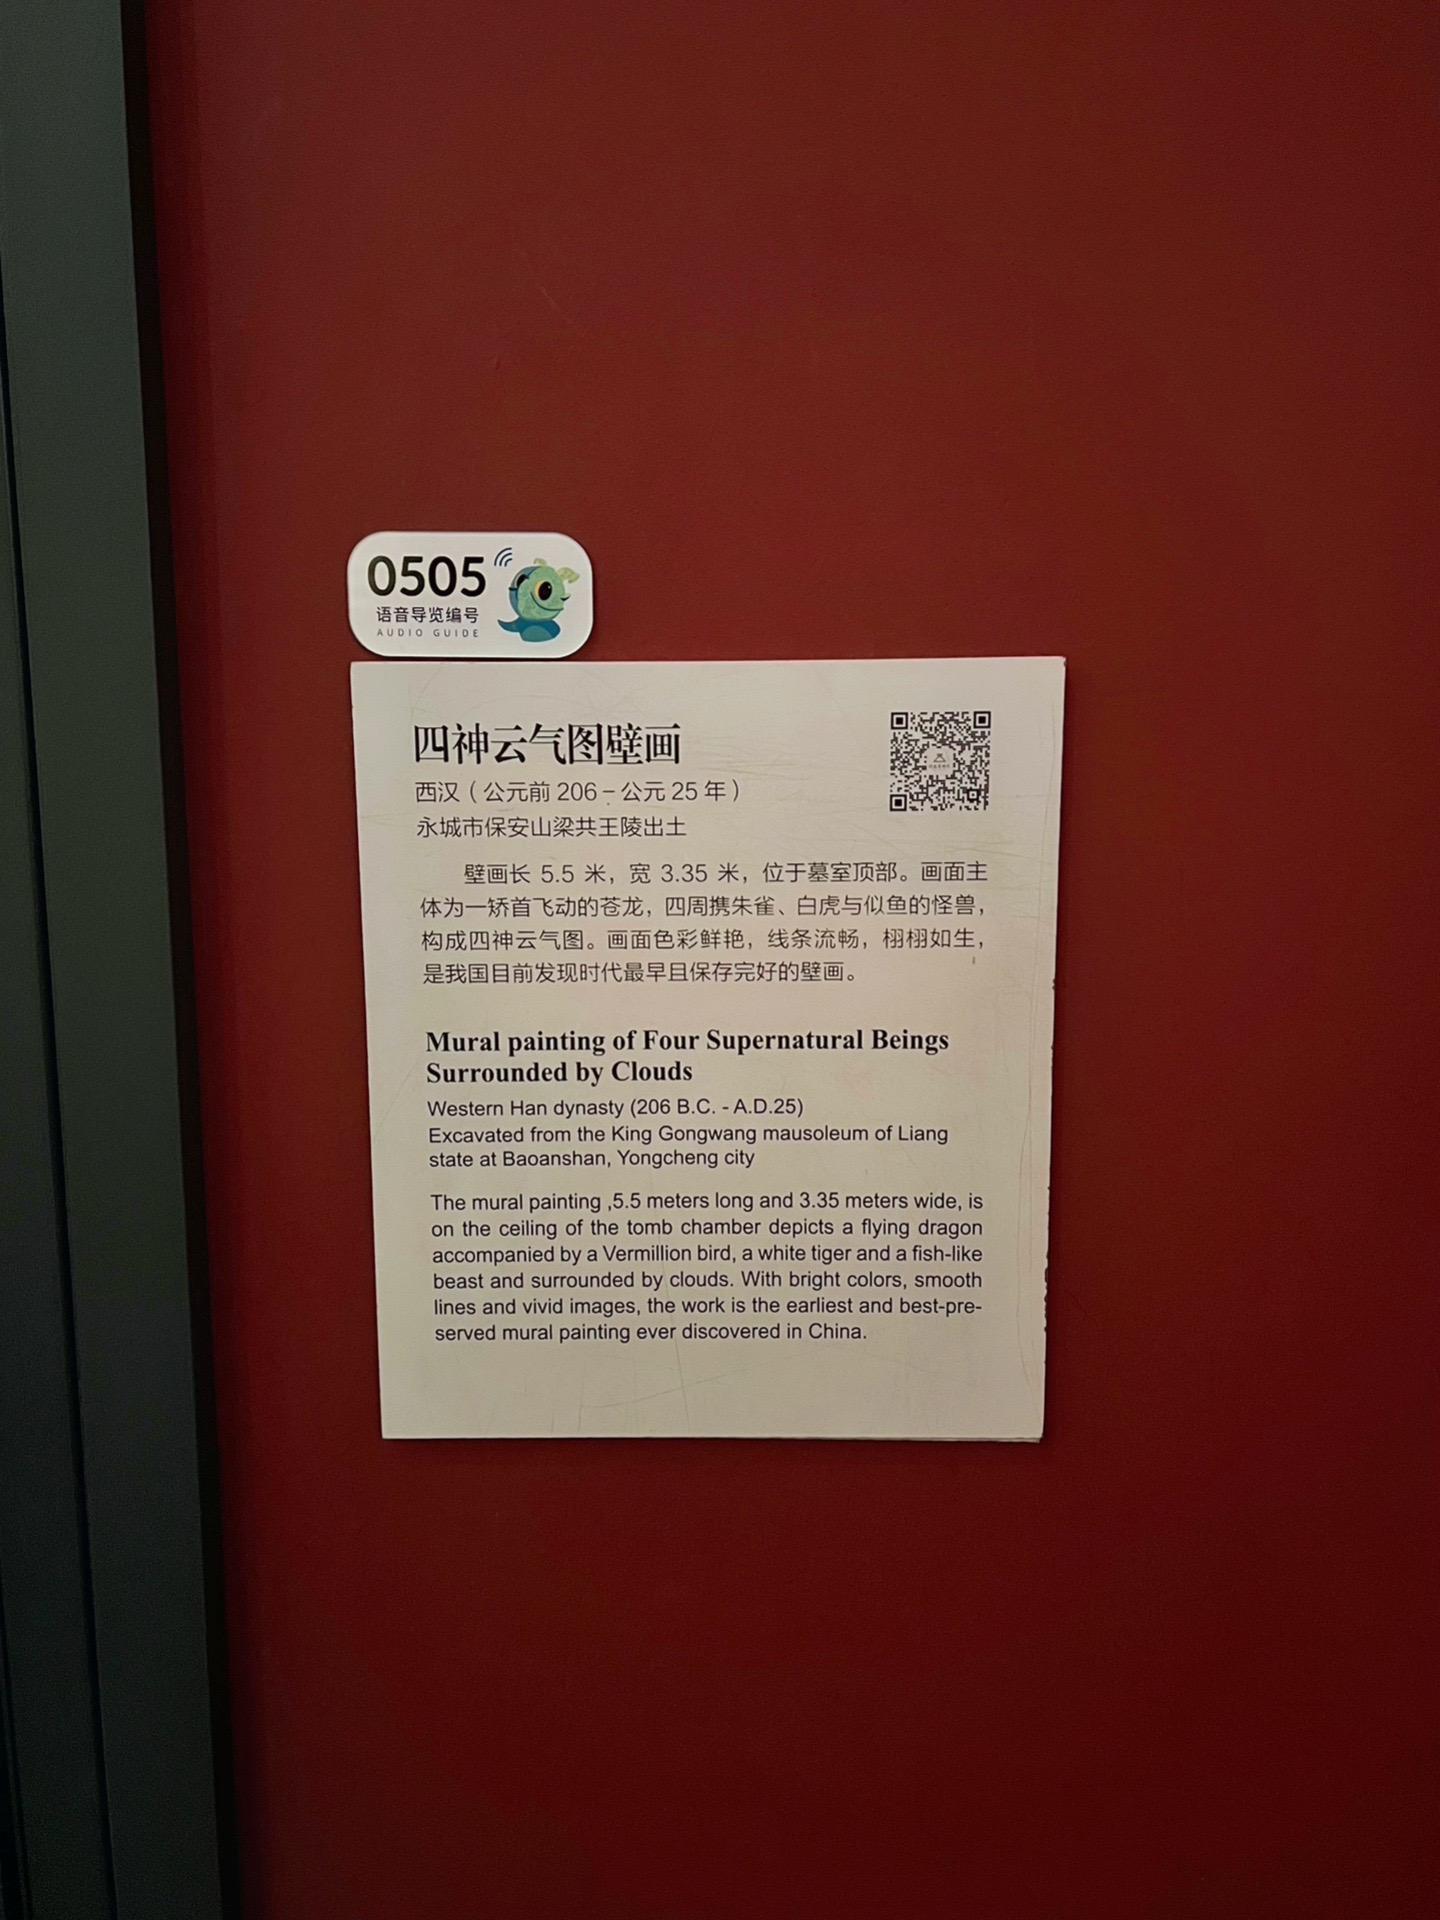 0505
语音导览编号
AUDIO GUIDE
四神云气图壁画
西汉（公元前 206－公元 25 年）
永城市保安山梁共王陵出土
壁画长 5.5 米，宽 3.35 米，位于墓室顶部。画面主
体为一矫首飞动的苍龙，四周携朱雀、白虎与似鱼的怪兽，
构成四神云气图。画面色彩鲜艳，线条流畅，栩栩如生，
是我国目前发现时代最早且保存完好的壁画。
Mural painting of Four Supernatural Beings
Surrounded by Clouds
Western Han dynasty (206 B.C. - A.D.25)
Excavated from the King Gongwang mausoleum of Liang
state at Baoanshan, Yongcheng city
The mural painting ,5.5 meters long and 3.35 meters wide, is
on the ceiling of the tomb chamber depicts a flying dragon
accompanied by a Vermillion bird, a white tiger and a fish-like
beast and surrounded by clouds. With bright colors, smooth
lines and vivid images, the work is the earliest and best-pre-
served mural painting ever discovered in China.